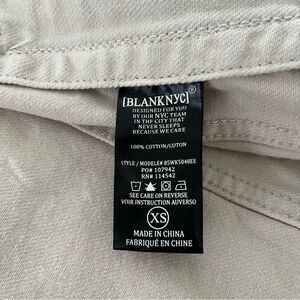 [BLANKNYC]®
DESIGNED FOR YOU
BY OUR NYC TEAM
IN THE CITY THAT
NEVER SLEEPS
BECAUSE WE CARE
100% COTTON/COTON
STYLE / MODEL# 85WKS048EE
PO# 107942
RN# 114542
SEE CARE ON REVERSE
VOIR INSTRUCTION AUVERSO
XS
MADE IN CHINA
FABRIQUÉ EN CHINE